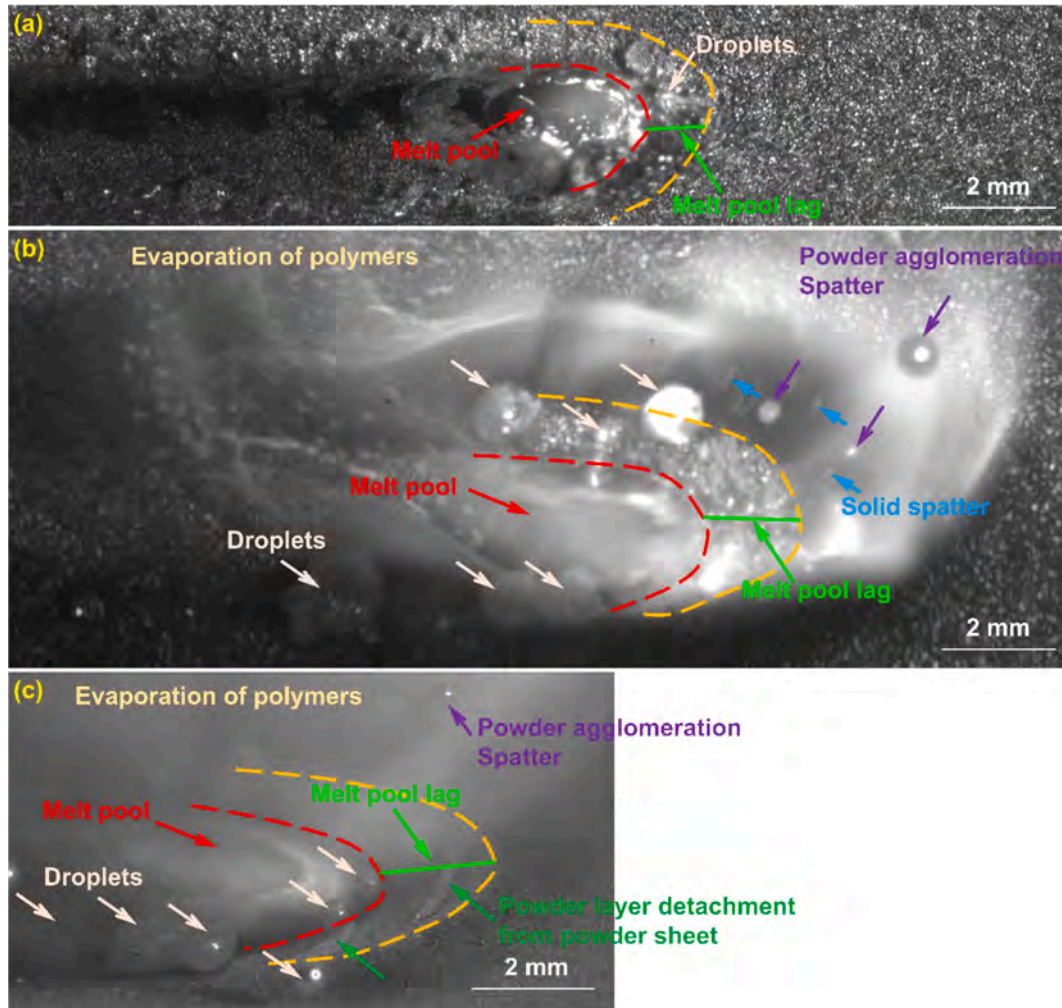 (a)
Droplets
Melt pool
Melt pool lag
2 mm
(b)
Evaporation of polymers
Powder agglomeration
Spatter
Melt pool
Solid spatter
Droplets
Melt pool lag
2 mm
(c)
Evaporation of polymers
Powder agglomeration
Spatter
Melt pool lag
Melt pool
Droplets
Powder layer detachment
from powder sheet
2 mm